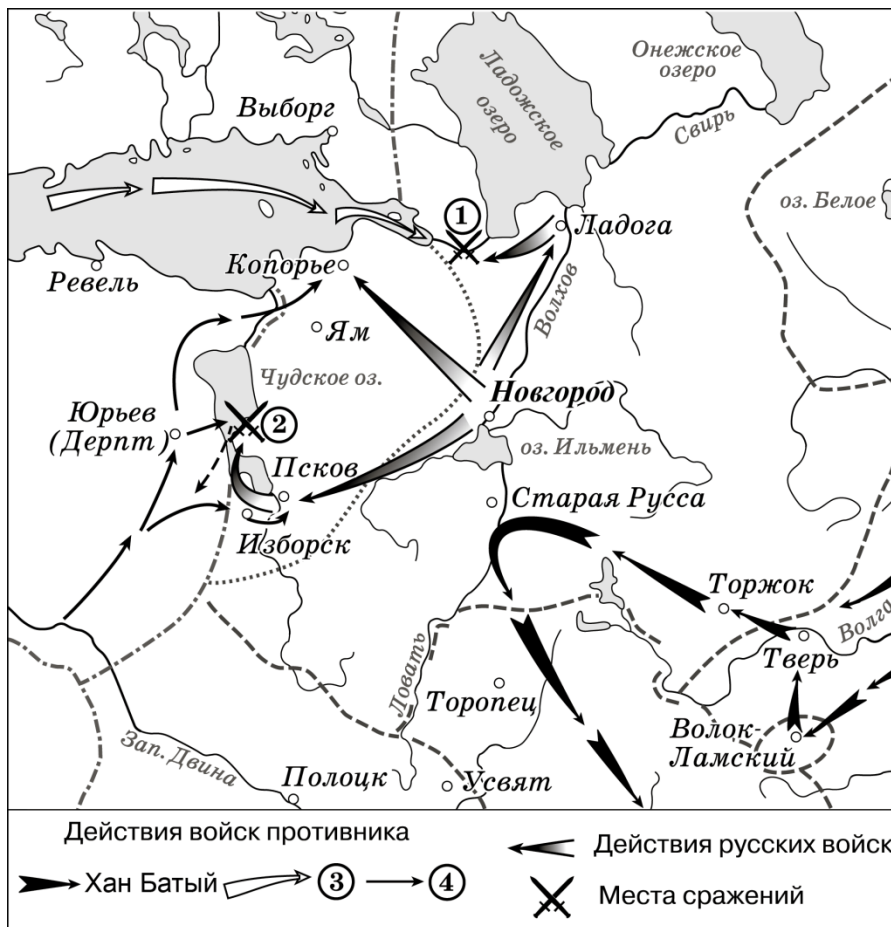 Онежское
озеро
Ладожское
озеро
Выборг
Свирь
оз. Белое
1
Ладога
Копорье
Ревель
Волхов
Ям
Чудское оз.
Новгород
Юрьев
(Дерпт)
2
оз. Ильмень
Псков
Старая Русса
Изборск
Торжок
Волга
Тверь
Ловать
Торопец
Волок-
Ламский
Зап. Двина
Полоцк
Усвят
Действия войск противника
Хан Батый
3
4
Действия русских войск
Места сражений